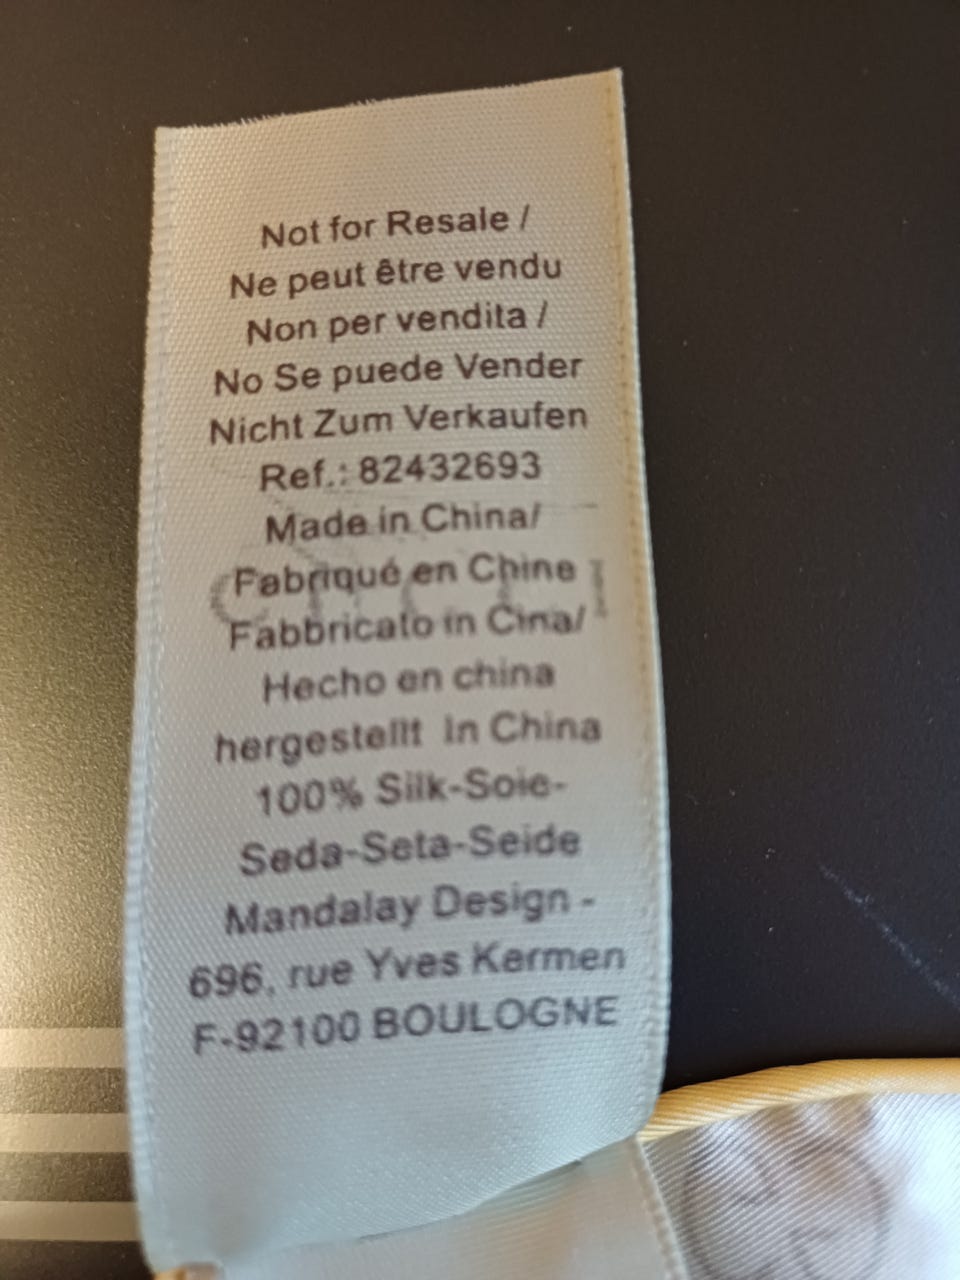 Not for Resale /
Ne peut être vendu
Non per vendita /
No Se puede Vender
Nicht Zum Verkaufen
Ref.: 82432693
Made in China/
Fabriqué en Chine
Fabbricato in Cina/
Hecho en china
hergestellt In China
100% Silk-Soie-
Seda-Seta-Seide
Mandalay Design -
696, rue Yves Kermen
F-92100 BOULOGNE